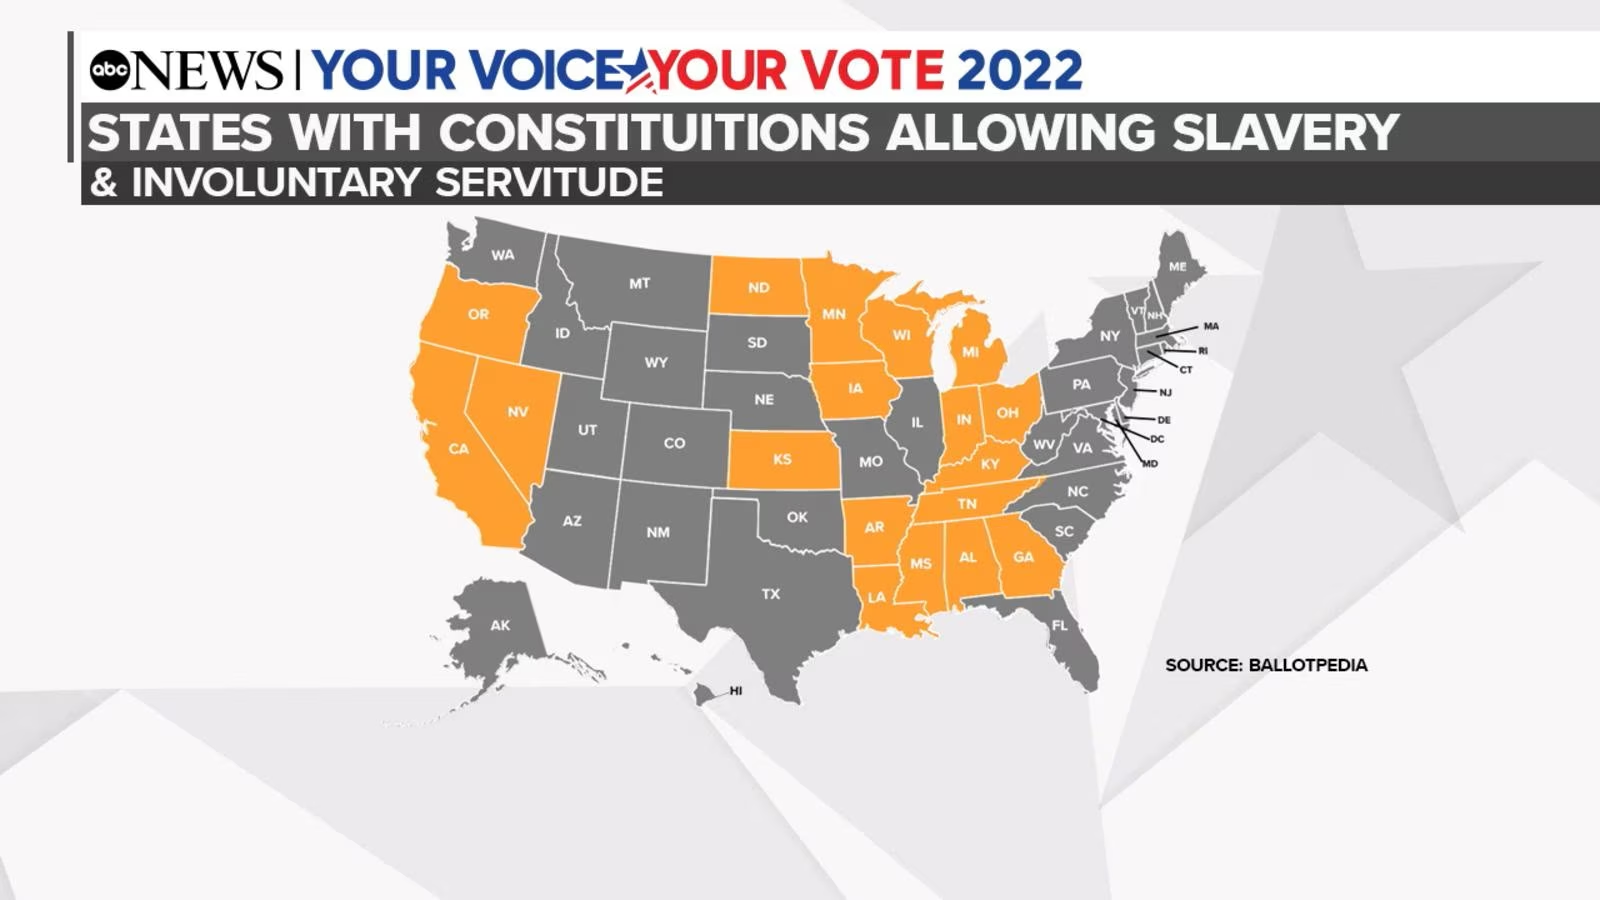 abc NEWS | YOUR VOICE YOUR VOTE 2022
STATES WITH CONSTITUITIONS ALLOWING SLAVERY
& INVOLUNTARY SERVITUDE
WA
MT
ND
MN
OR
ID
SD
WI
MI
WY
NE
IA
NY
VT
NH
ME
MA
RI
CT
PA
NJ
NV
UT
CO
KS
MO
IL
IN
OH
WV
VA
DE
DC
MD
CA
AZ
NM
OK
AR
KY
TN
NC
SC
TX
LA
MS
AL
GA
FL
AK
HI
SOURCE: BALLOTPEDIA